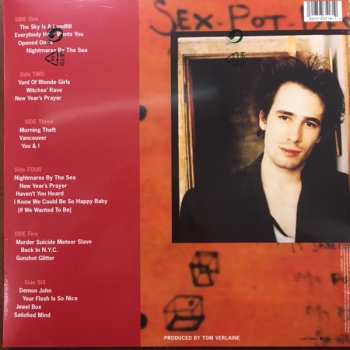 SEX. POT
SIDE One
The Sky Is A Landfill
Everybody Here Wants You
Opened Once
Nightmares By The Sea
Side TWO
Yard Of Blonde Girls
Witches' Rave
New Year's Prayer
SIDE Three
Morning Theft
Vancouver
You & I
Side FOUR
Nightmares By The Sea
New Year's Prayer
Haven't You Heard
I Know We Could Be So Happy Baby
(If We Wanted To Be)
SIDE Five
Murder Suicide Meteor Slave
Back In N.Y.C.
Gunshot Glitter
Side SIX
Demon John
Your Flesh Is So Nice
Jewel Box
Satisfied Mind
PRODUCED BY TOM VERLAINE